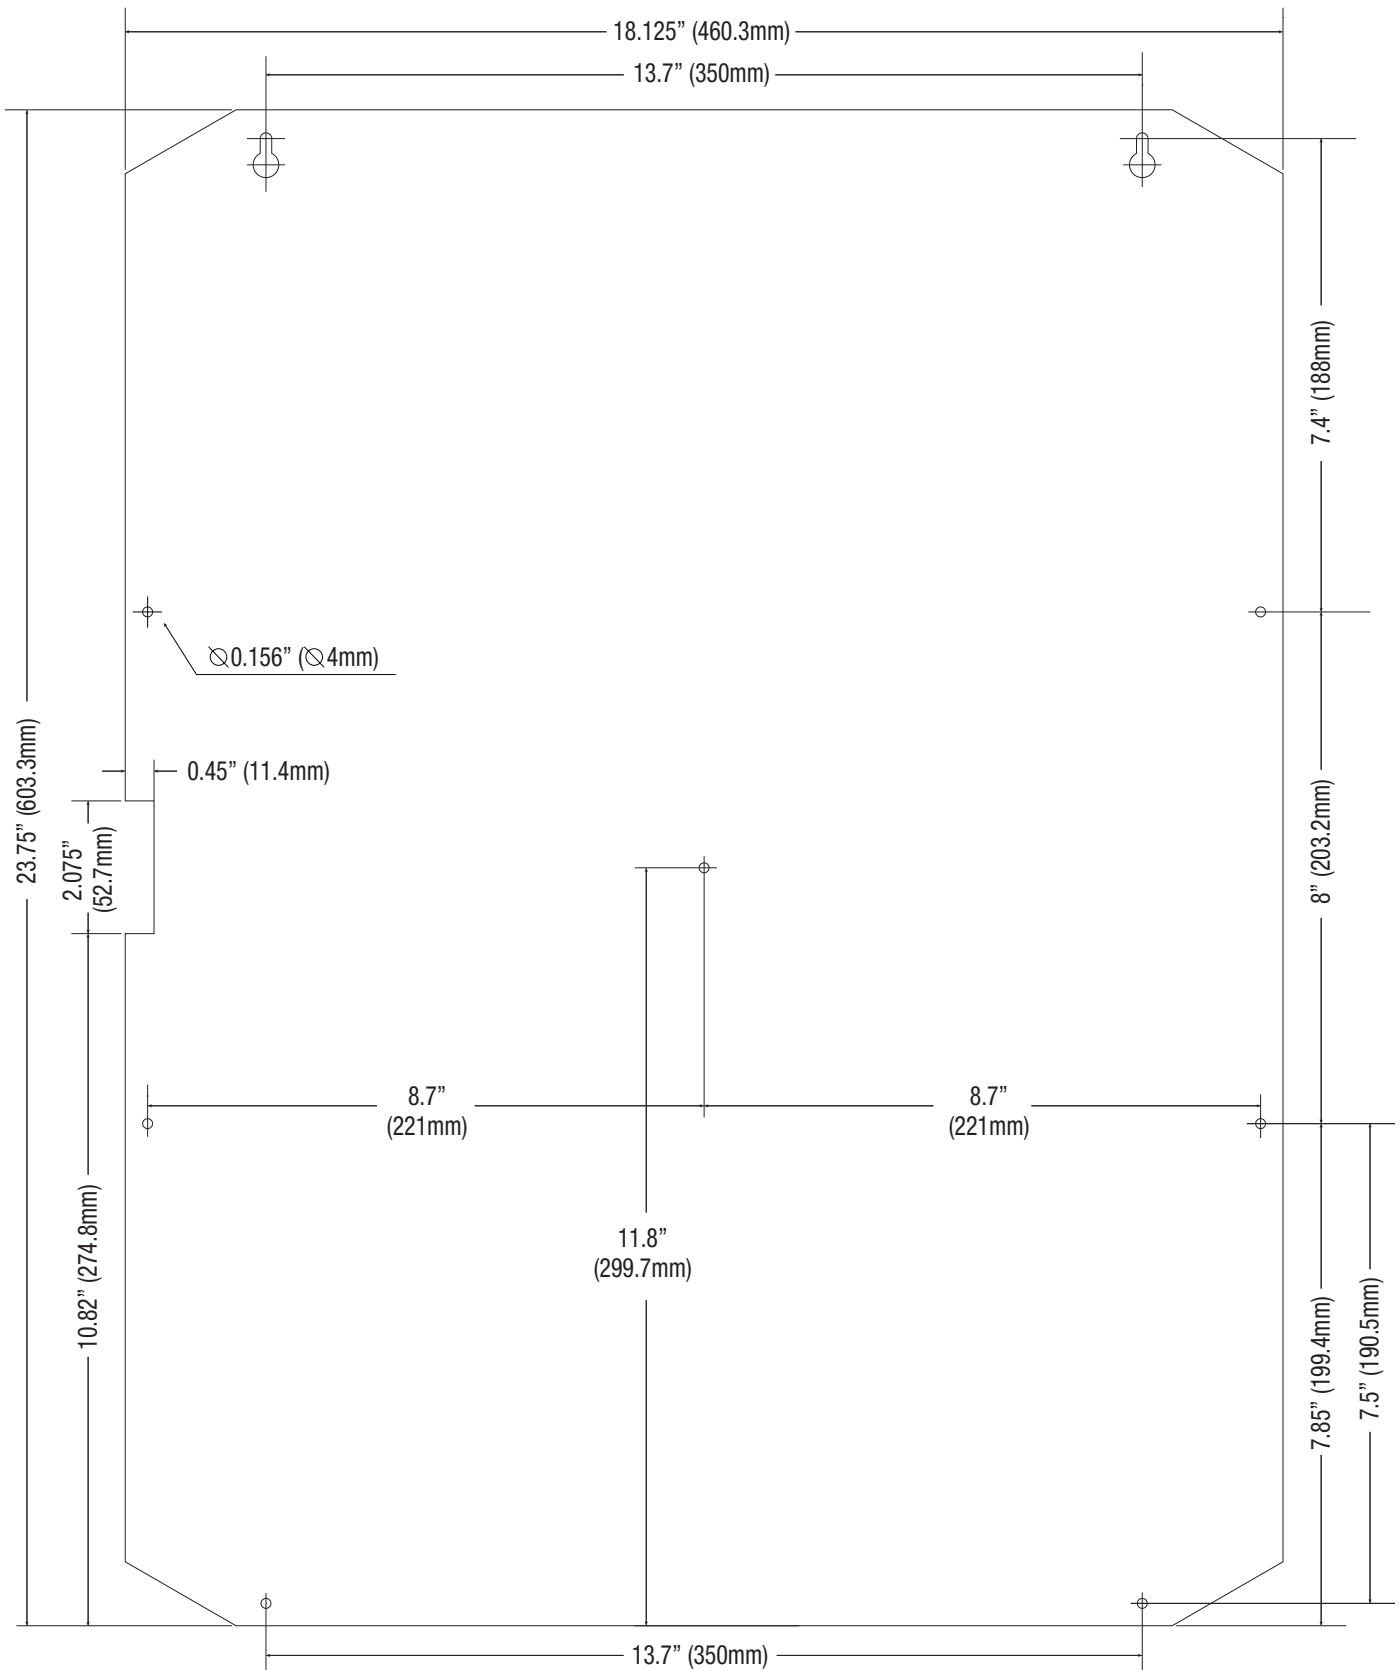 18.125” (460.3mm)
13.7” (350mm)
7.4” (188mm)
⌀0.156” (⌀4mm)
23.75” (603.3mm)
0.45” (11.4mm)
2.075”
(52.7mm)
8” (203.2mm)
8.7”
(221mm)
8.7”
(221mm)
10.82” (274.8mm)
11.8”
(299.7mm)
7.85” (199.4mm)
7.5” (190.5mm)
13.7” (350mm)